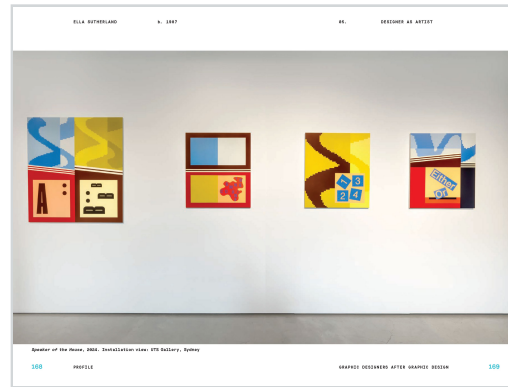 ELLA SUTHERLAND b. 1987 05. DESIGNER AS ARTIST
A:
:B
1 3
2 4
Either
Or
Speaker of the House, 2024. Installation view: UTS Gallery, Sydney
168 PROFILE GRAPHIC DESIGNERS AFTER GRAPHIC DESIGN 169